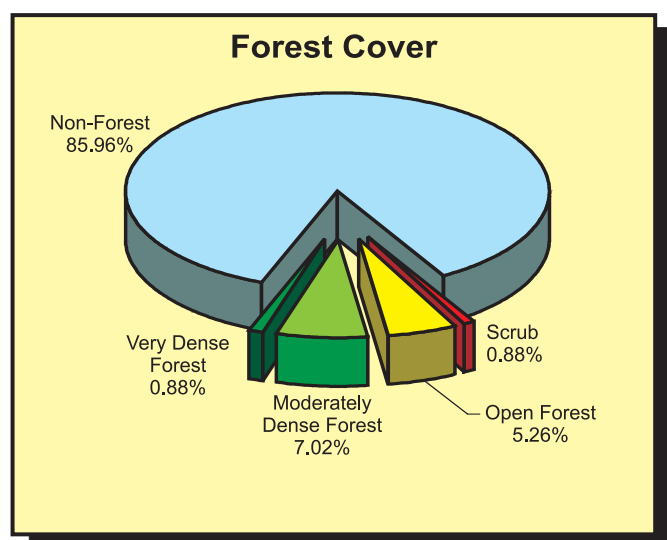 Forest Cover
Non-Forest
85.96%
Very Dense
Forest
0.88%
Moderately
Dense Forest
7.02%
Open Forest
5.26%
Scrub
0.88%